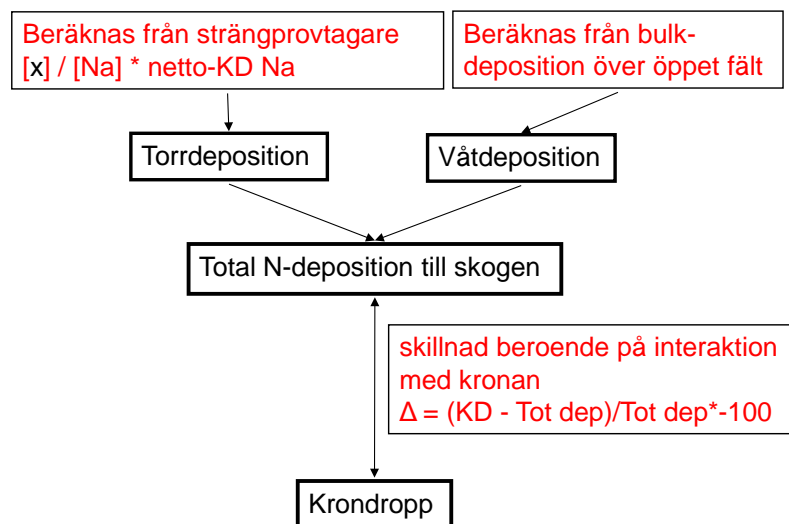 Beräknas från strängprovtagare
[x] / [Na] * netto-KD Na
Beräknas från bulk-
deposition över öppet fält
Torrdeposition
Våtdeposition
Total N-deposition till skogen
skillnad beroende på interaktion
med kronan
Δ = (KD - Tot dep)/Tot dep*-100
Krondropp